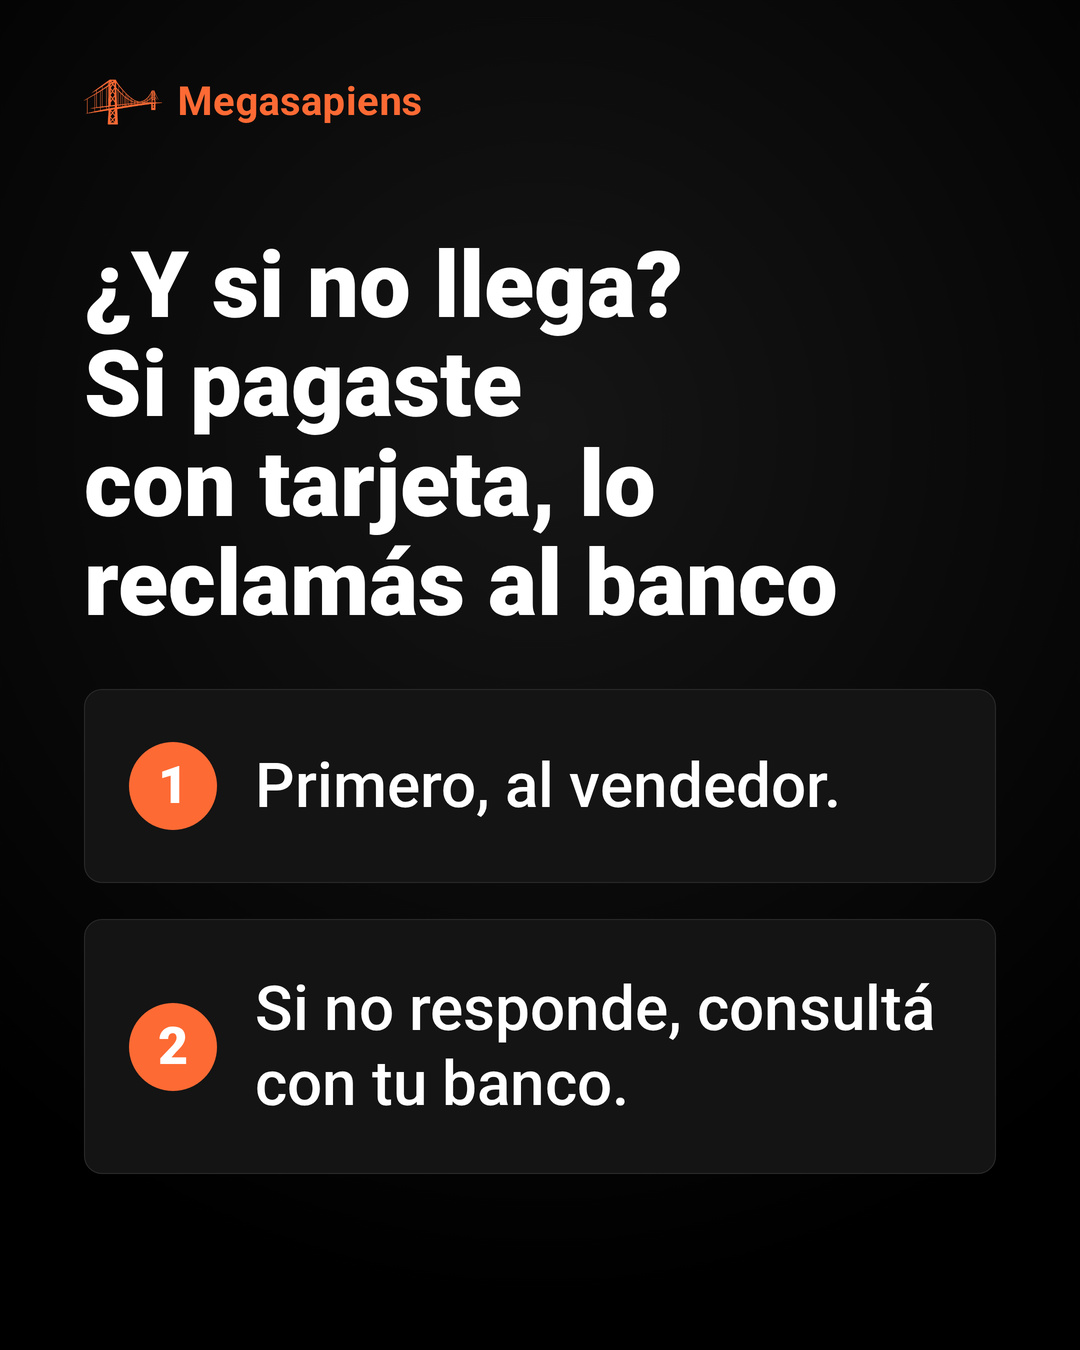 Megasapiens
¿Y si no llega?
Si pagaste
con tarjeta, lo
reclamás al banco
1
Primero, al vendedor.
2
Si no responde, consultá
con tu banco.